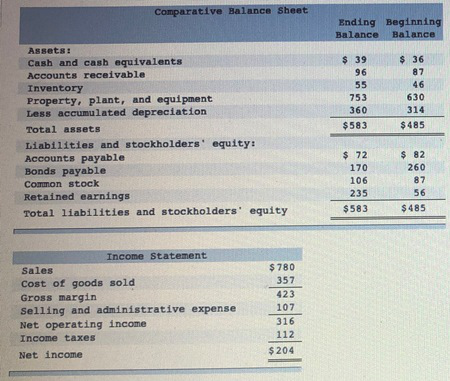 Comparative Balance Sheet
Ending Beginning
Balance Balance
Assets:
Cash and cash equivalents $ 39 $ 36
Accounts receivable 96 87
Inventory 55 46
Property, plant, and equipment 753 630
Less accumulated depreciation 360 314
Total assets $583 $485
Liabilities and stockholders' equity:
Accounts payable $ 72 $ 82
Bonds payable 170 260
Common stock 106 87
Retained earnings 235 56
Total liabilities and stockholders' equity $583 $485
Income Statement
Sales $780
Cost of goods sold 357
Gross margin 423
Selling and administrative expense 107
Net operating income 316
Income taxes 112
Net income $204